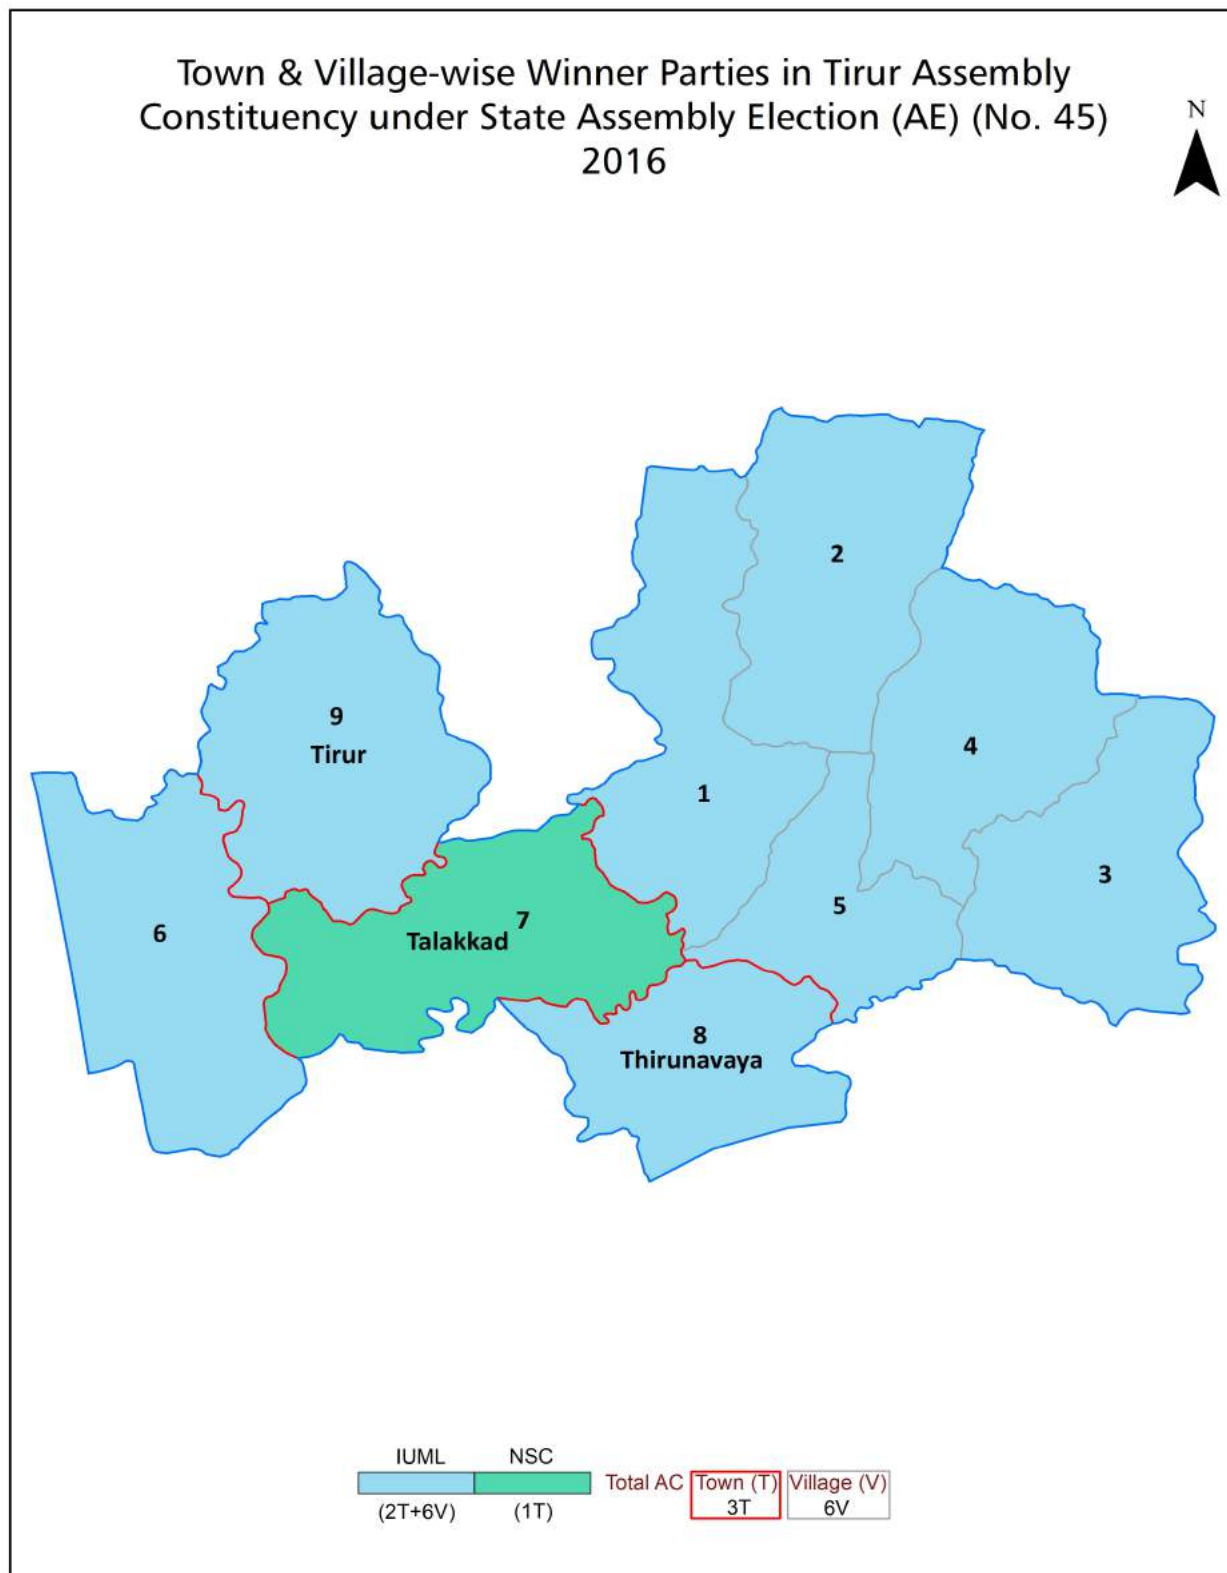 Town & Village-wise Winner Parties in Tirur Assembly
Constituency under State Assembly Election (AE) (No. 45)
2016
N
2
9
Tirur
4
1
3
5
7
6
Talakkad
8
Thirunavaya
IUML NSC
Total AC Town (T) Village (V)
(2T+6V) (1T) 3T 6V